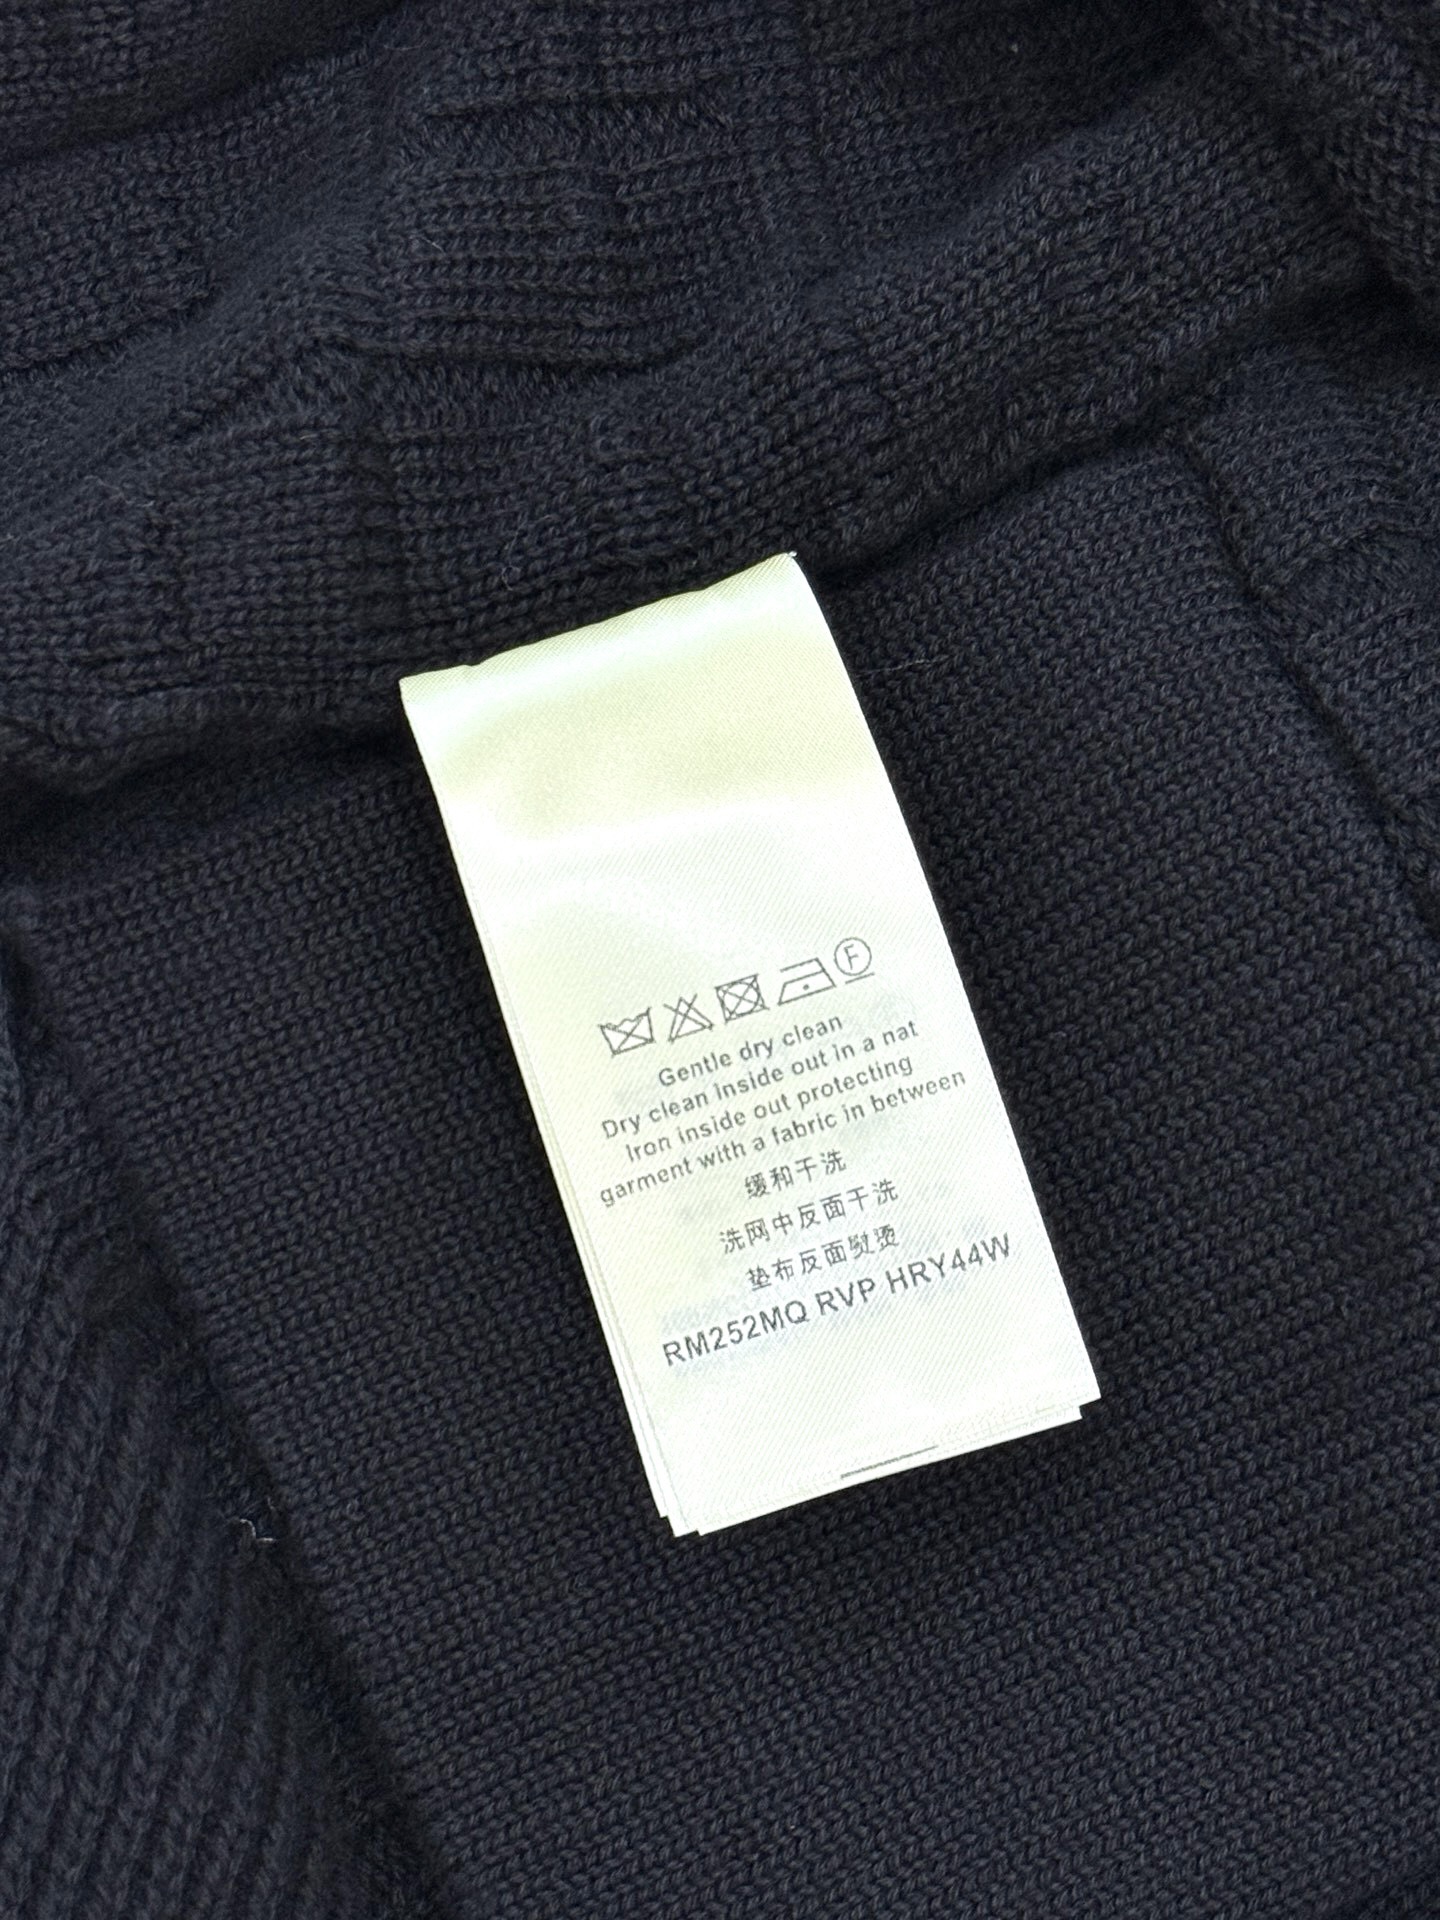 F
Gentle dry clean
Dry clean inside out in a nat
Iron inside out protecting
garment with a fabric in between
缓和干洗
洗网中反面干洗
垫布反面熨烫
RM252MQ RVP HRY44W